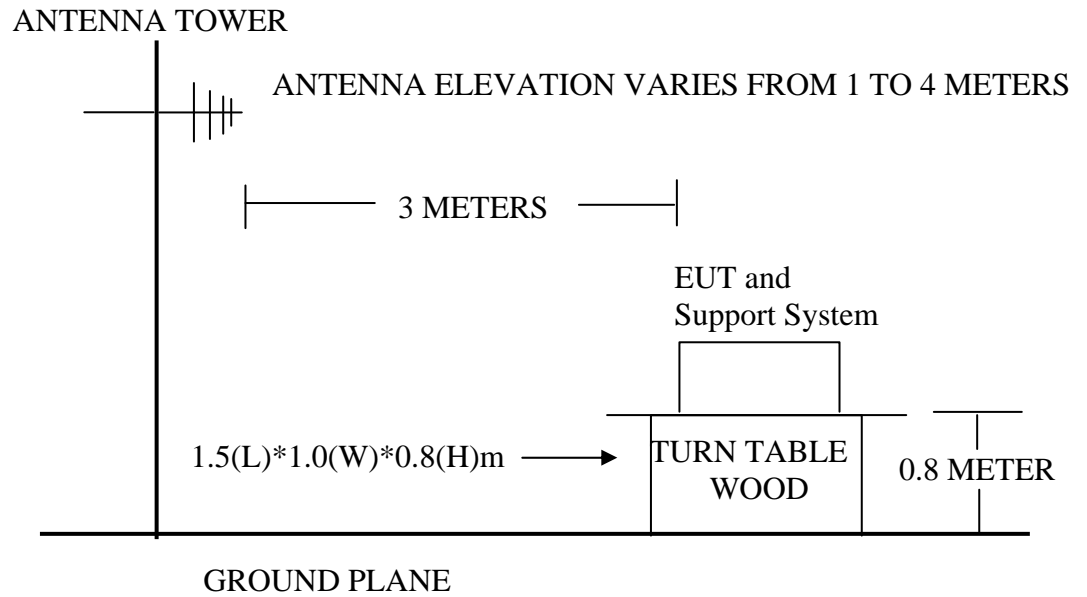 ANTENNA TOWER
ANTENNA ELEVATION VARIES FROM 1 TO 4 METERS
3 METERS
EUT and
Support System
1.5(L)*1.0(W)*0.8(H)m
TURN TABLE
WOOD
0.8 METER
GROUND PLANE